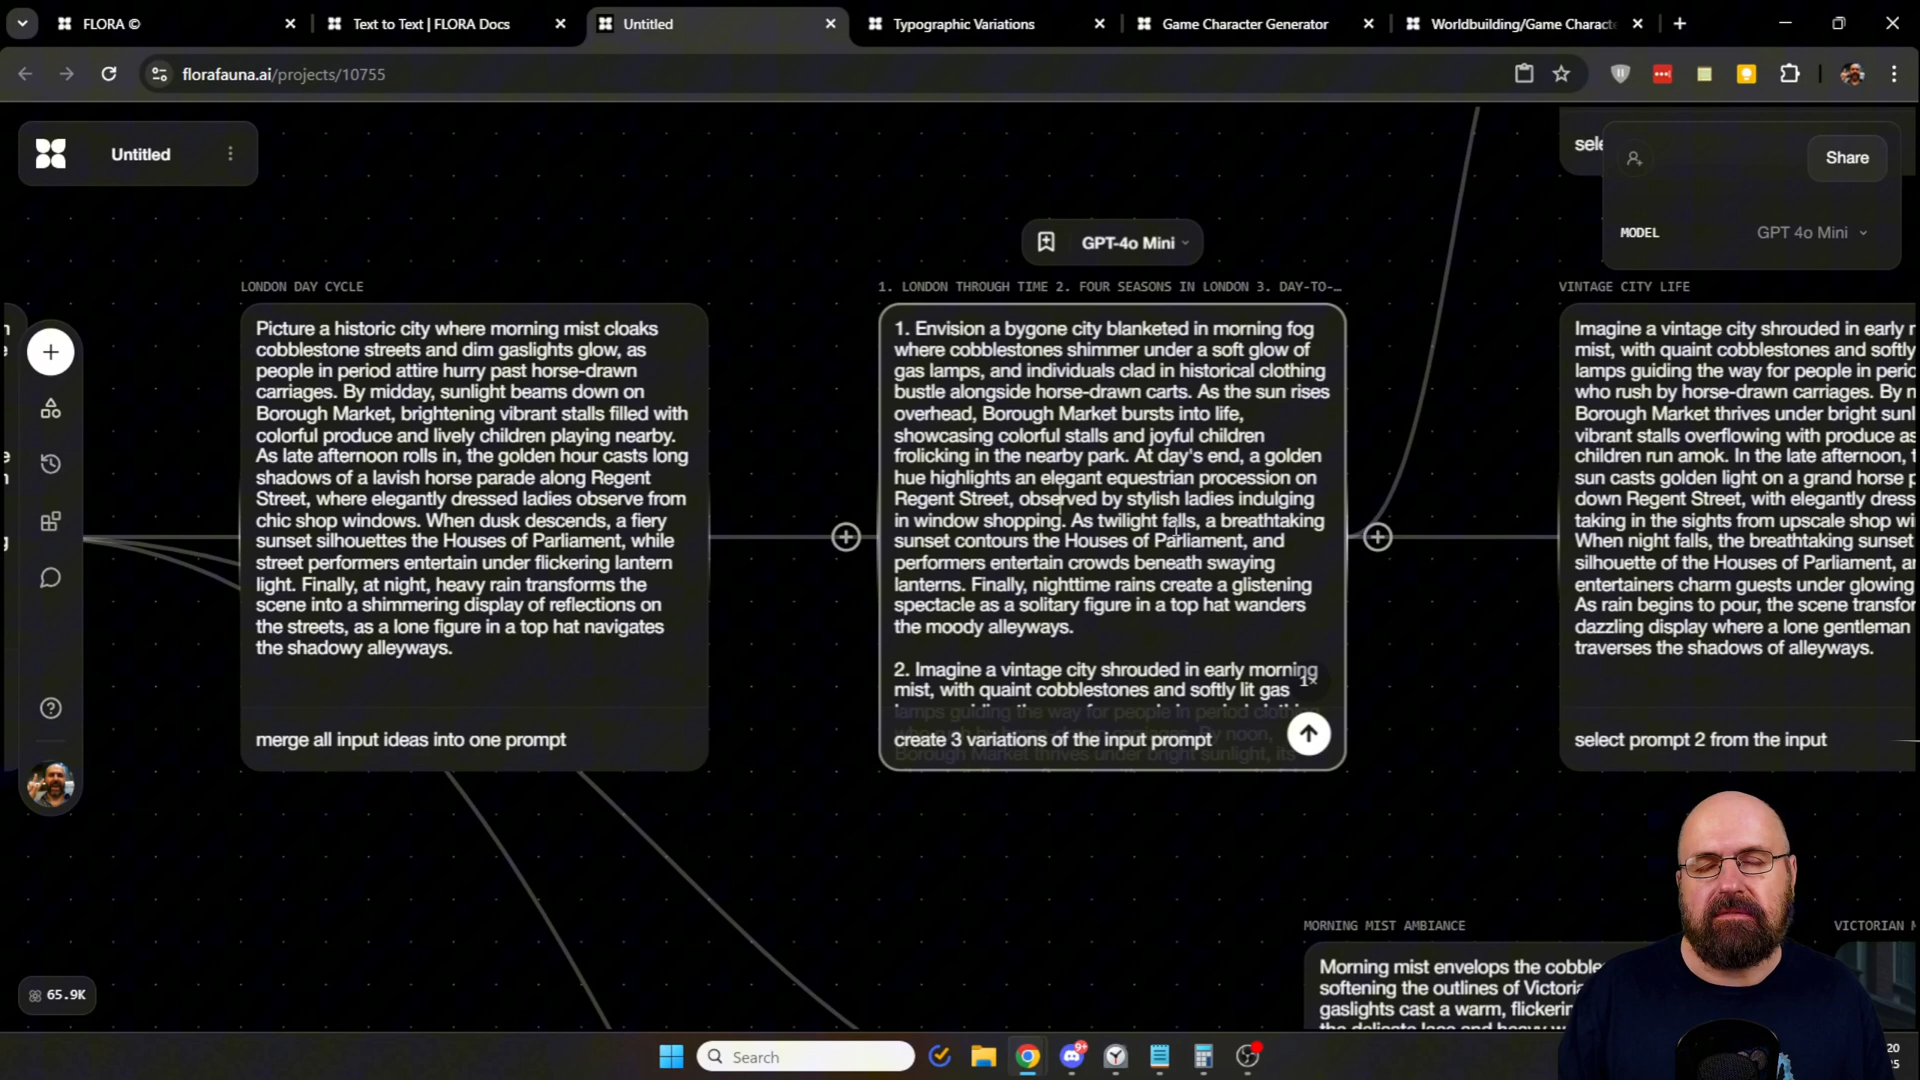 FLORA ©
Text to Text | FLORA Docs
Untitled
Typographic Variations
Game Character Generator
Worldbuilding/Game Charact
florafauna.ai/projects/10755
Untitled
Share
MODEL
GPT 4o Mini
GPT-4o Mini
LONDON DAY CYCLE
Picture a historic city where morning mist cloaks
cobblestone streets and dim gaslights glow, as
people in period attire hurry past horse-drawn
carriages. By midday, sunlight beams down on
Borough Market, brightening vibrant stalls filled with
colorful produce and lively children playing nearby.
As late afternoon rolls in, the golden hour casts long
shadows of a lavish horse parade along Regent
Street, where elegantly dressed ladies observe from
chic shop windows. When dusk descends, a fiery
sunset silhouettes the Houses of Parliament, while
street performers entertain under flickering lantern
light. Finally, at night, heavy rain transforms the
scene into a shimmering display of reflections on
the streets, as a lone figure in a top hat navigates
the shadowy alleyways.
merge all input ideas into one prompt
1. LONDON THROUGH TIME 2. FOUR SEASONS IN LONDON 3. DAY-TO-…
1. Envision a bygone city blanketed in morning fog
where cobblestones shimmer under a soft glow of
gas lamps, and individuals clad in historical clothing
bustle alongside horse-drawn carts. As the sun rises
overhead, Borough Market bursts into life,
showcasing colorful stalls and joyful children
frolicking in the nearby park. At day's end, a golden
hue highlights an elegant equestrian procession on
Regent Street, observed by stylish ladies indulging
in window shopping. As twilight falls, a breathtaking
sunset contours the Houses of Parliament, and
performers entertain crowds beneath swaying
lanterns. Finally, nighttime rains create a glistening
spectacle as a solitary figure in a top hat wanders
the moody alleyways.
2. Imagine a vintage city shrouded in early morning
mist, with quaint cobblestones and softly lit gas
lamps guiding the way for people in period
1×
create 3 variations of the input prompt
Borough Market thrives under bright sunlight, its
VINTAGE CITY LIFE
Imagine a vintage city shrouded in early
mist, with quaint cobblestones and softly
lamps guiding the way for people in
who rush by horse-drawn carriages. By
Borough Market thrives under bright
vibrant stalls overflowing with produce as
children run amok. In the late afternoon,
sun casts golden light on a grand horse
down Regent Street, with elegantly
taking in the sights from upscale shop
When night falls, the breathtaking sunset
silhouette of the Houses of Parliament,
entertainers charm guests under glowing
As rain begins to pour, the scene
dazzling display where a lone gentleman
traverses the shadows of alleyways.
select prompt 2 from the input
MORNING MIST AMBIANCE
Morning mist envelops the
softening the outlines of
gaslights cast a warm,
VICTORIAN
65.9K
Search
9+